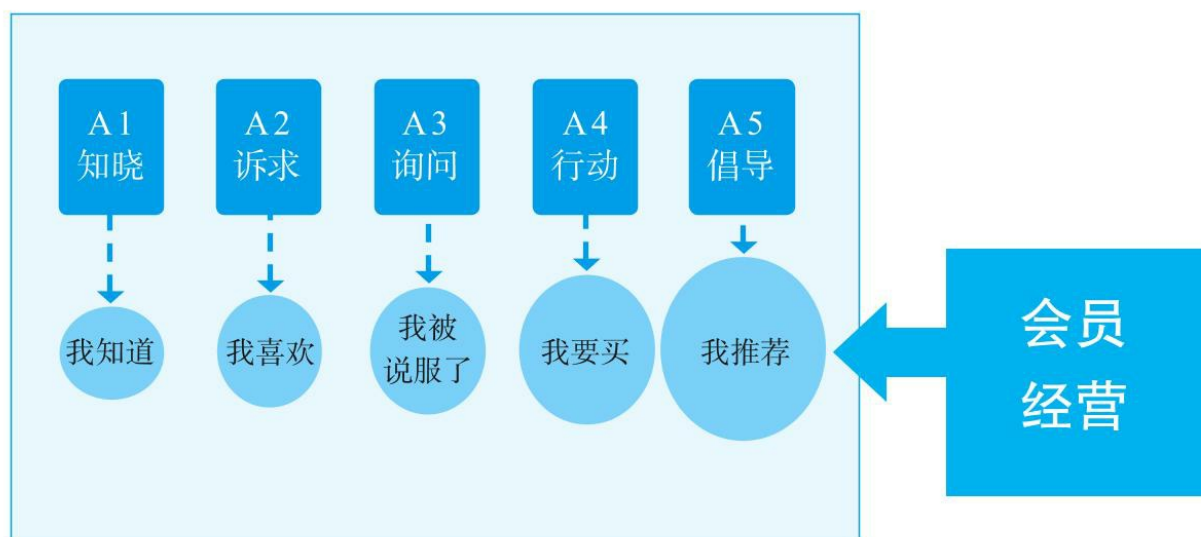 A1
知晓
A2
诉求
A3
询问
A4
行动
A5
倡导
我知道
我喜欢
我被
说服了
我要买
我推荐
会员
经营